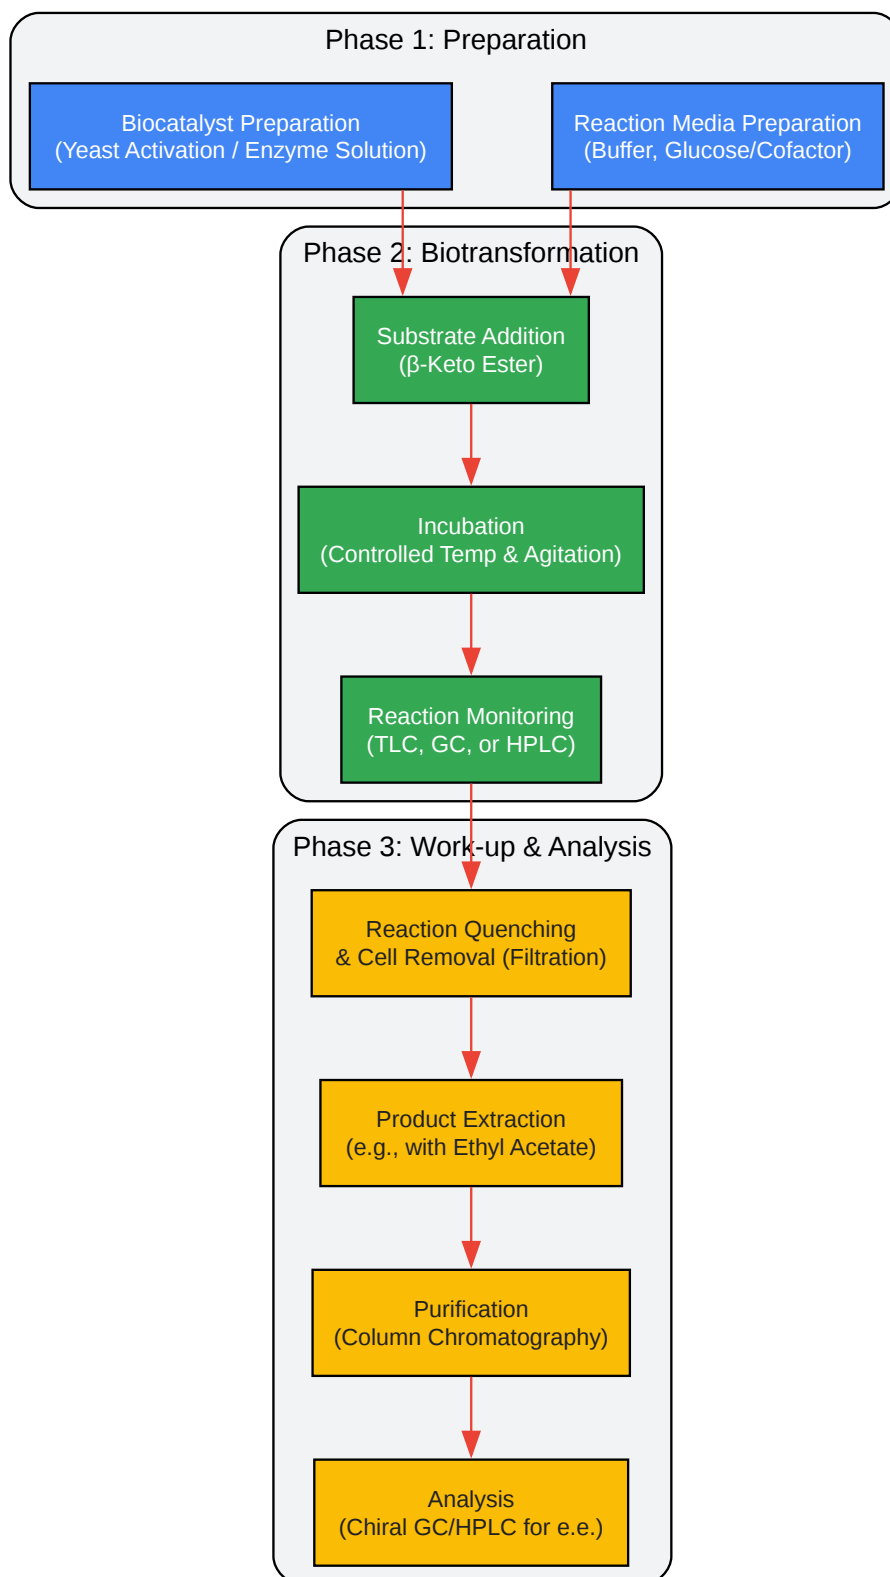 Phase 1: Preparation
Biocatalyst Preparation
(Yeast Activation / Enzyme Solution)
Reaction Media Preparation
(Buffer, Glucose/Cofactor)
Phase 2: Biotransformation
Substrate Addition
(β-Keto Ester)
Incubation
(Controlled Temp & Agitation)
Reaction Monitoring
(TLC, GC, or HPLC)
Phase 3: Work-up & Analysis
Reaction Quenching
& Cell Removal (Filtration)
Product Extraction
(e.g., with Ethyl Acetate)
Purification
(Column Chromatography)
Analysis
(Chiral GC/HPLC for e.e.)